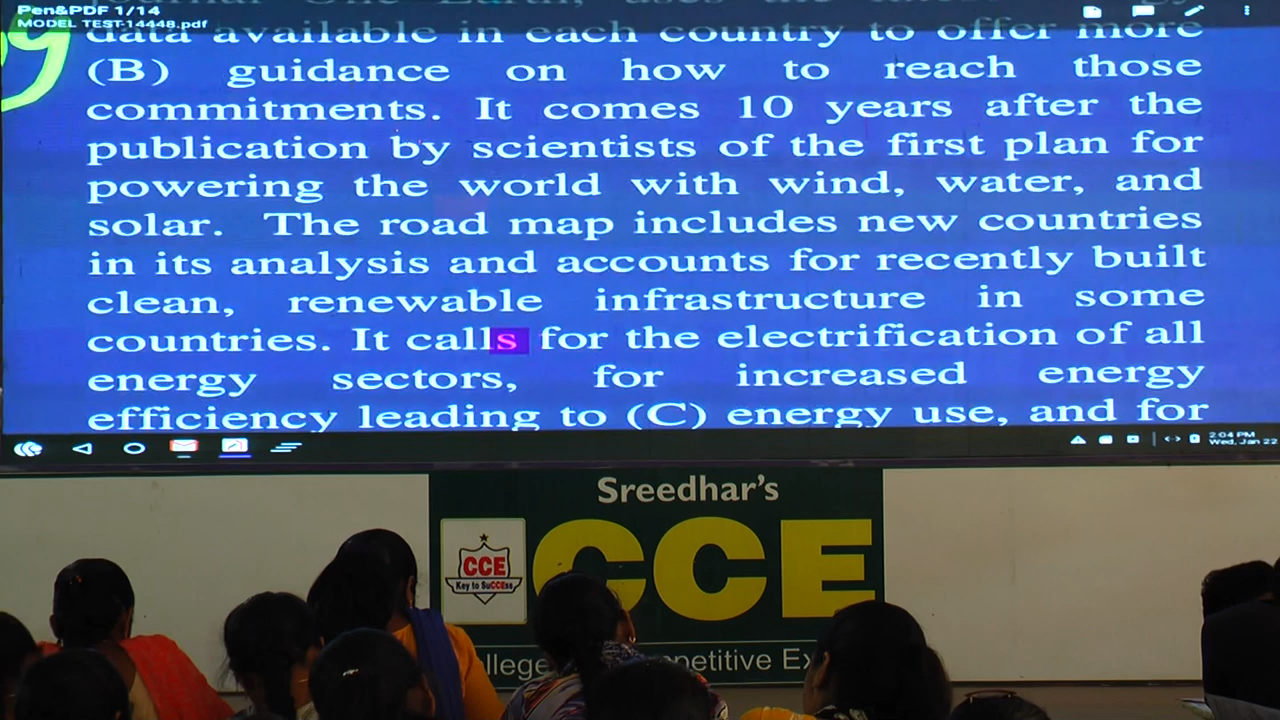 Pen&PDF 1/14
MODEL TEST-14448.pdf
data available in each country to offer more
(B) guidance on how to reach those
commitments. It comes 10 years after the
publication by scientists of the first plan for
powering the world with wind, water, and
solar. The road map includes new countries
in its analysis and accounts for recently built
clean, renewable infrastructure in some
countries. It calls for the electrification of all
energy sectors, for increased energy
efficiency leading to (C) energy use, and for
2:04 PM
Wed, Jan 22
Sreedhar's
CCE
CCE
Key to SuCCEss